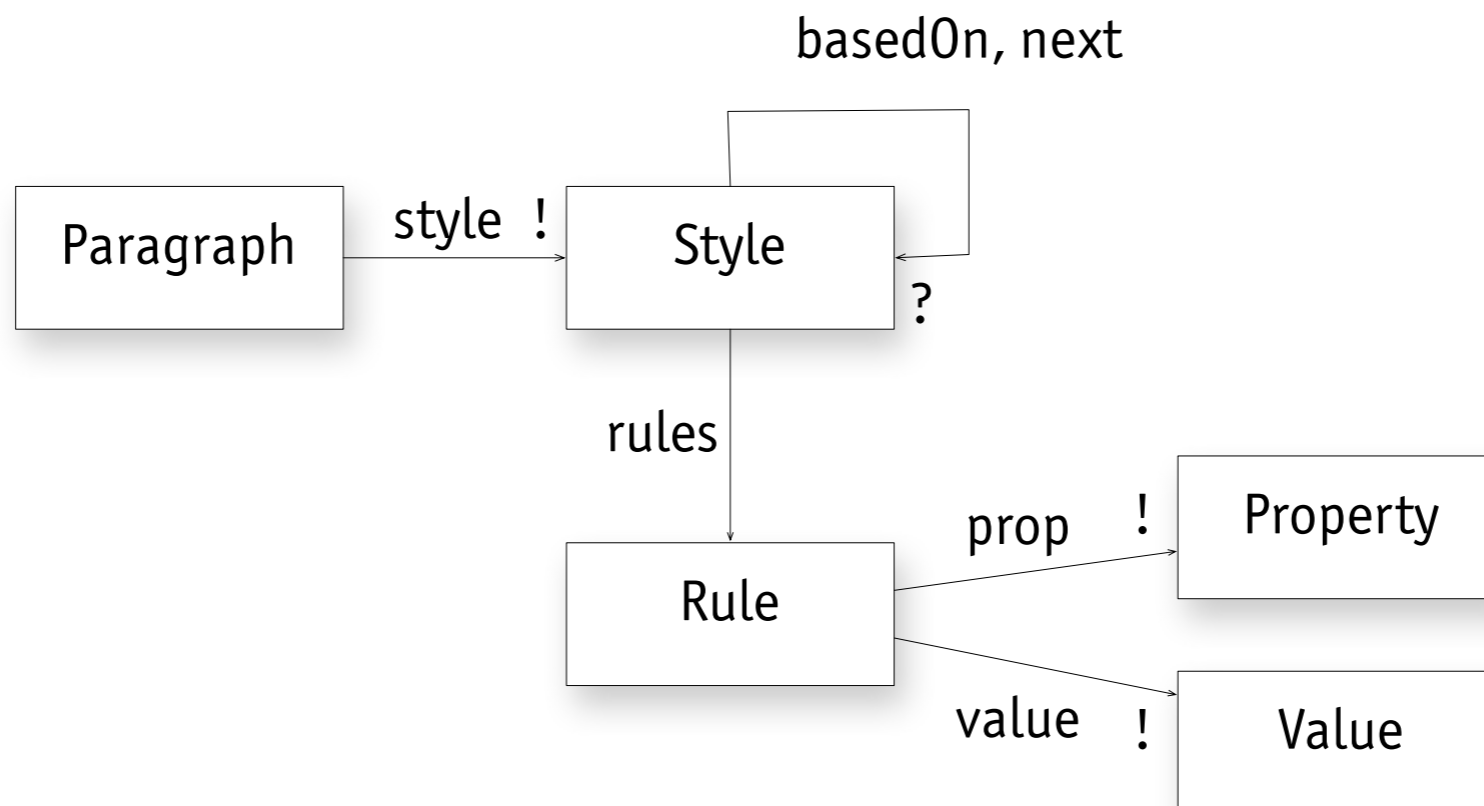 basedOn, next
Paragraph
style !
Style
?
rules
prop !
Property
Rule
value !
Value